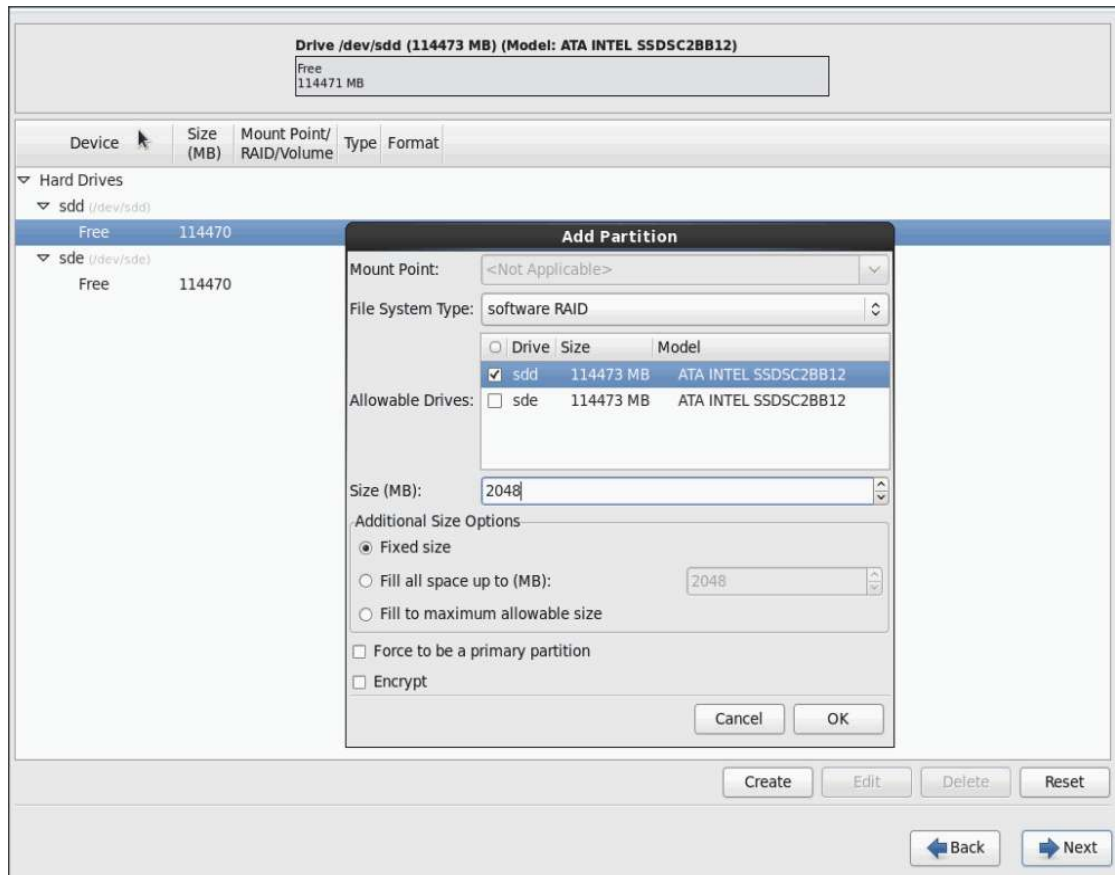 Drive /dev/sdd (114473 MB) (Model: ATA INTEL SSDSC2BB12)
Free
114471 MB
Device Size (MB) Mount Point/ RAID/Volume Type Format
Hard Drives
sdd (/dev/sdd)
Free 114470
sde (/dev/sde)
Free 114470
Add Partition
Mount Point: <Not Applicable>
File System Type: software RAID
Drive Size Model
sdd 114473 MB ATA INTEL SSDSC2BB12
Allowable Drives: sde 114473 MB ATA INTEL SSDSC2BB12
Size (MB): 2048
Additional Size Options
Fixed size
Fill all space up to (MB): 2048
Fill to maximum allowable size
Force to be a primary partition
Encrypt
Cancel OK
Create Edit Delete Reset
Back Next